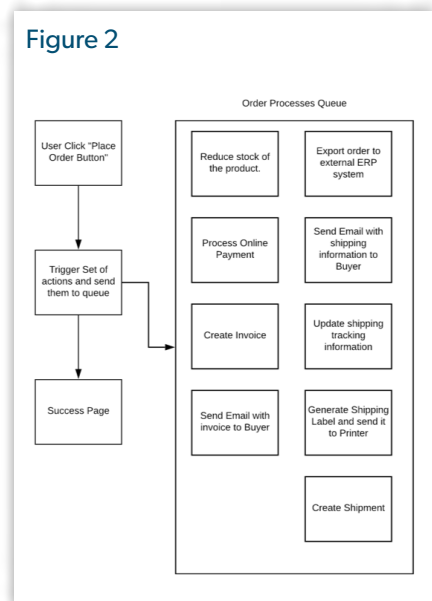 Figure 2
Order Processes Queue
User Click "Place
Order Button"
Trigger Set of
actions and send
them to queue
Success Page
Reduce stock of
the product.
Process Online
Payment
Create Invoice
Send Email with
invoice to Buyer
Export order to
external ERP
system
Send Email with
shipping
information to
Buyer
Update shipping
tracking
information
Generate Shipping
Label and send it
to Printer
Create Shipment